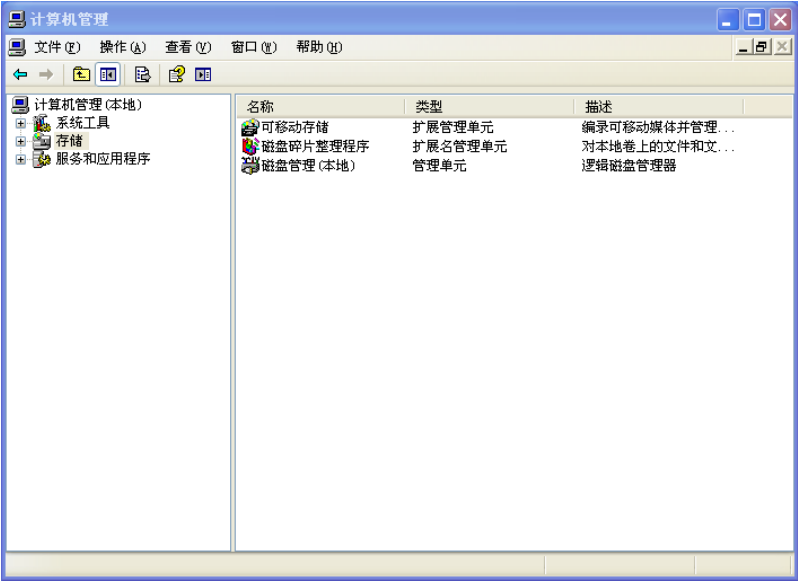 计算机管理
文件(F) 操作(A) 查看(V) 窗口(W) 帮助(H)
计算机管理(本地)
系统工具
存储
服务和应用程序
名称 类型 描述
可移动存储 扩展管理单元 编录可移动媒体并管理...
磁盘碎片整理程序 扩展名管理单元 对本地卷上的文件和文...
磁盘管理(本地) 管理单元 逻辑磁盘管理器